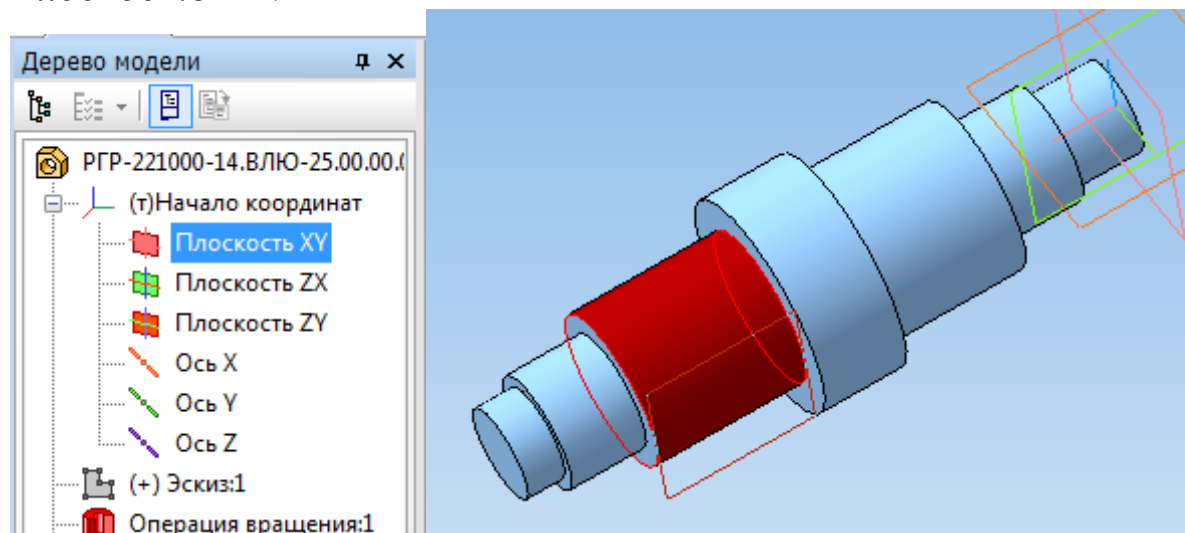 Дерево модели
РГР-221000-14.ВЛЮ-25.00.00.
(т)Начало координат
Плоскость XY
Плоскость ZX
Плоскость ZY
Ось X
Ось Y
Ось Z
(+) Эскиз:1
Операция вращения:1